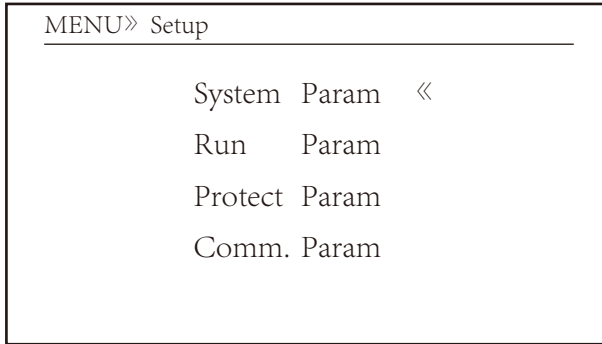 MENU》 Setup
System Param 《
Run Param
Protect Param
Comm. Param